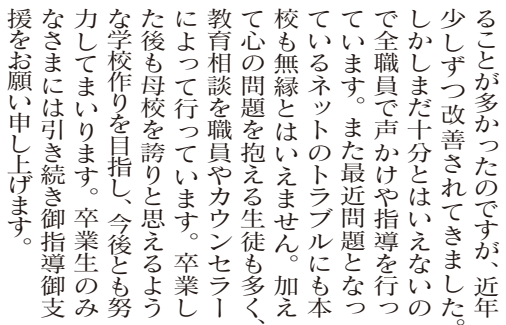 ることが多かったのですが、近年
少しずつ改善されてきました。
しかしまだ十分とはいえないの
で全職員で声かけや指導を行っ
ています。また最近問題となっ
ているネットのトラブルにも本
校も無縁とはいえません。加え
て心の問題を抱える生徒も多く、
教育相談を職員やカウンセラー
によって行っています。卒業し
た後も母校を誇りと思えるよう
な学校作りを目指し、今後とも努
力してまいります。卒業生のみ
なさまには引き続き御指導御支
援をお願い申し上げます。